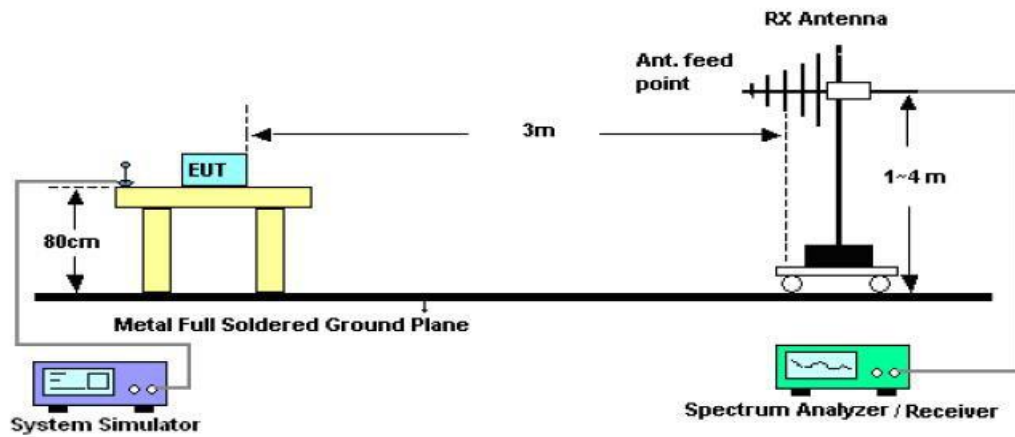 RX Antenna
Ant. feed
point
3m
EUT
1~4 m
80cm
Metal Full Soldered Ground Plane
System Simulator
Spectrum Analyzer / Receiver